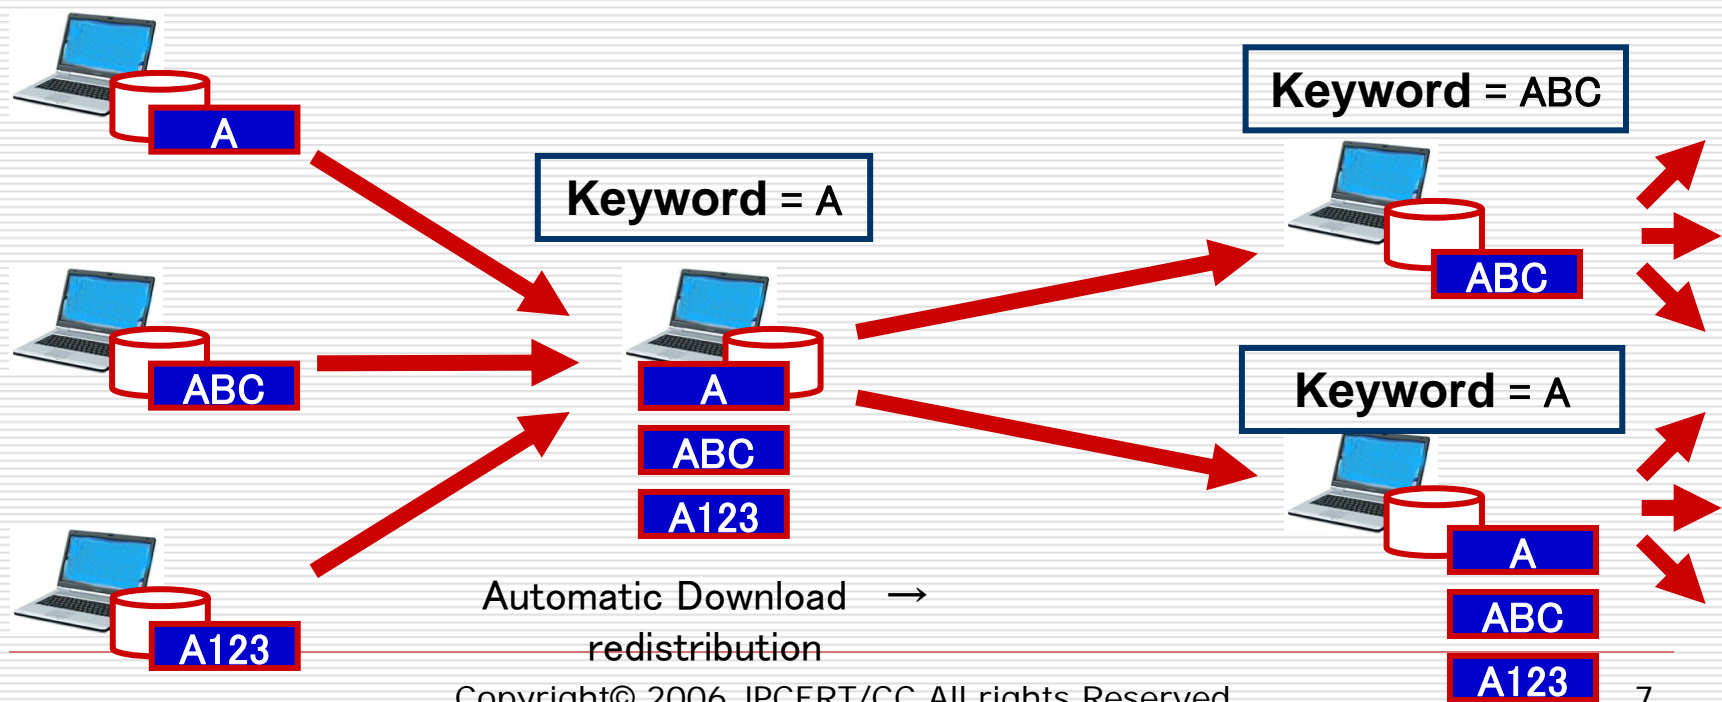 Keyword = ABC
A
Keyword = A
ABC
Keyword = A
ABC
A
ABC
A123
A
Automatic Download →
redistribution
ABC
A123
A123
Copyright© 2006 JPCERT/CC All rights Reserved
7